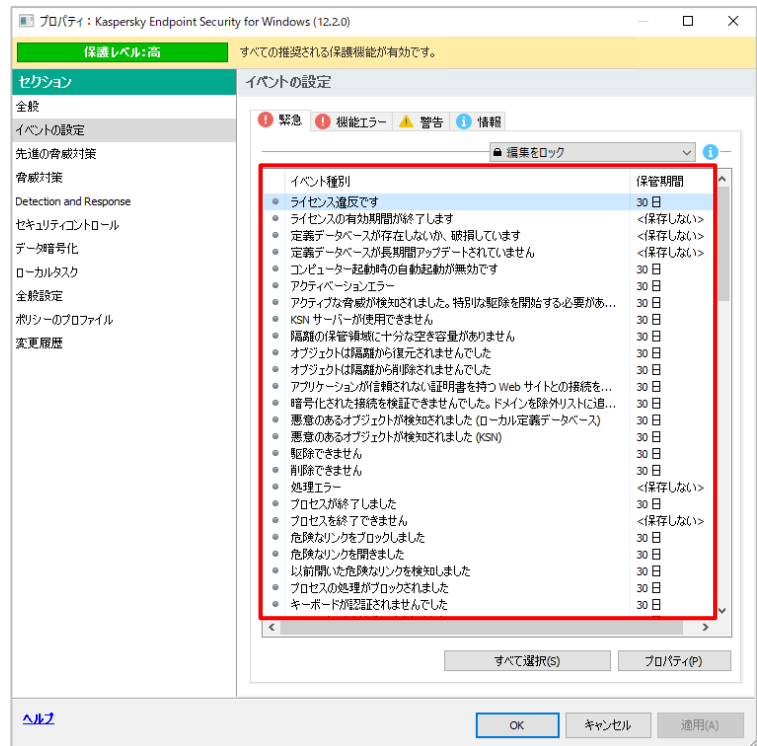 プロパティ：Kaspersky Endpoint Security for Windows (12.2.0)
保護レベル:高
すべての推奨される保護機能が有効です。
セクション
イベントの設定
全般
イベントの設定
先進の脅威対策
脅威対策
Detection and Response
セキュリティコントロール
データ暗号化
ローカルタスク
全般設定
ポリシーのプロファイル
変更履歴
緊急 機能エラー 警告 情報
編集をロック
イベント種別 保管期間
ライセンス違反です 30 日
ライセンスの有効期間が終了します <保存しない>
定義データベースが存在しないか、破損しています <保存しない>
定義データベースが長期間アップデートされていません <保存しない>
コンピューター起動時の自動起動が無効です 30 日
アクティベーションエラー 30 日
アクティブな脅威が検知されました。特別な駆除を開始する必要があ... 30 日
KSN サーバーが使用できません 30 日
隔離の保管領域に十分な空き容量がありません 30 日
オブジェクトは隔離から復元されませんでした 30 日
オブジェクトは隔離から削除されませんでした 30 日
アプリケーションが信頼されない証明書を持つ Web サイトとの接続を... 30 日
暗号化された接続を検証できませんでした。ドメインを除外リストに追... 30 日
悪意のあるオブジェクトが検知されました (ローカル定義データベース) 30 日
悪意のあるオブジェクトが検知されました (KSN) 30 日
駆除できません 30 日
削除できません 30 日
処理エラー <保存しない>
プロセスが終了しました 30 日
プロセスを終了できません <保存しない>
危険なリンクをブロックしました 30 日
危険なリンクを開きました 30 日
以前開いた危険なリンクを検知しました 30 日
プロセスの処理がブロックされました 30 日
キーボードが認証されませんでした 30 日
すべて選択(S) プロパティ(P)
ヘルプ
OK キャンセル 適用(A)